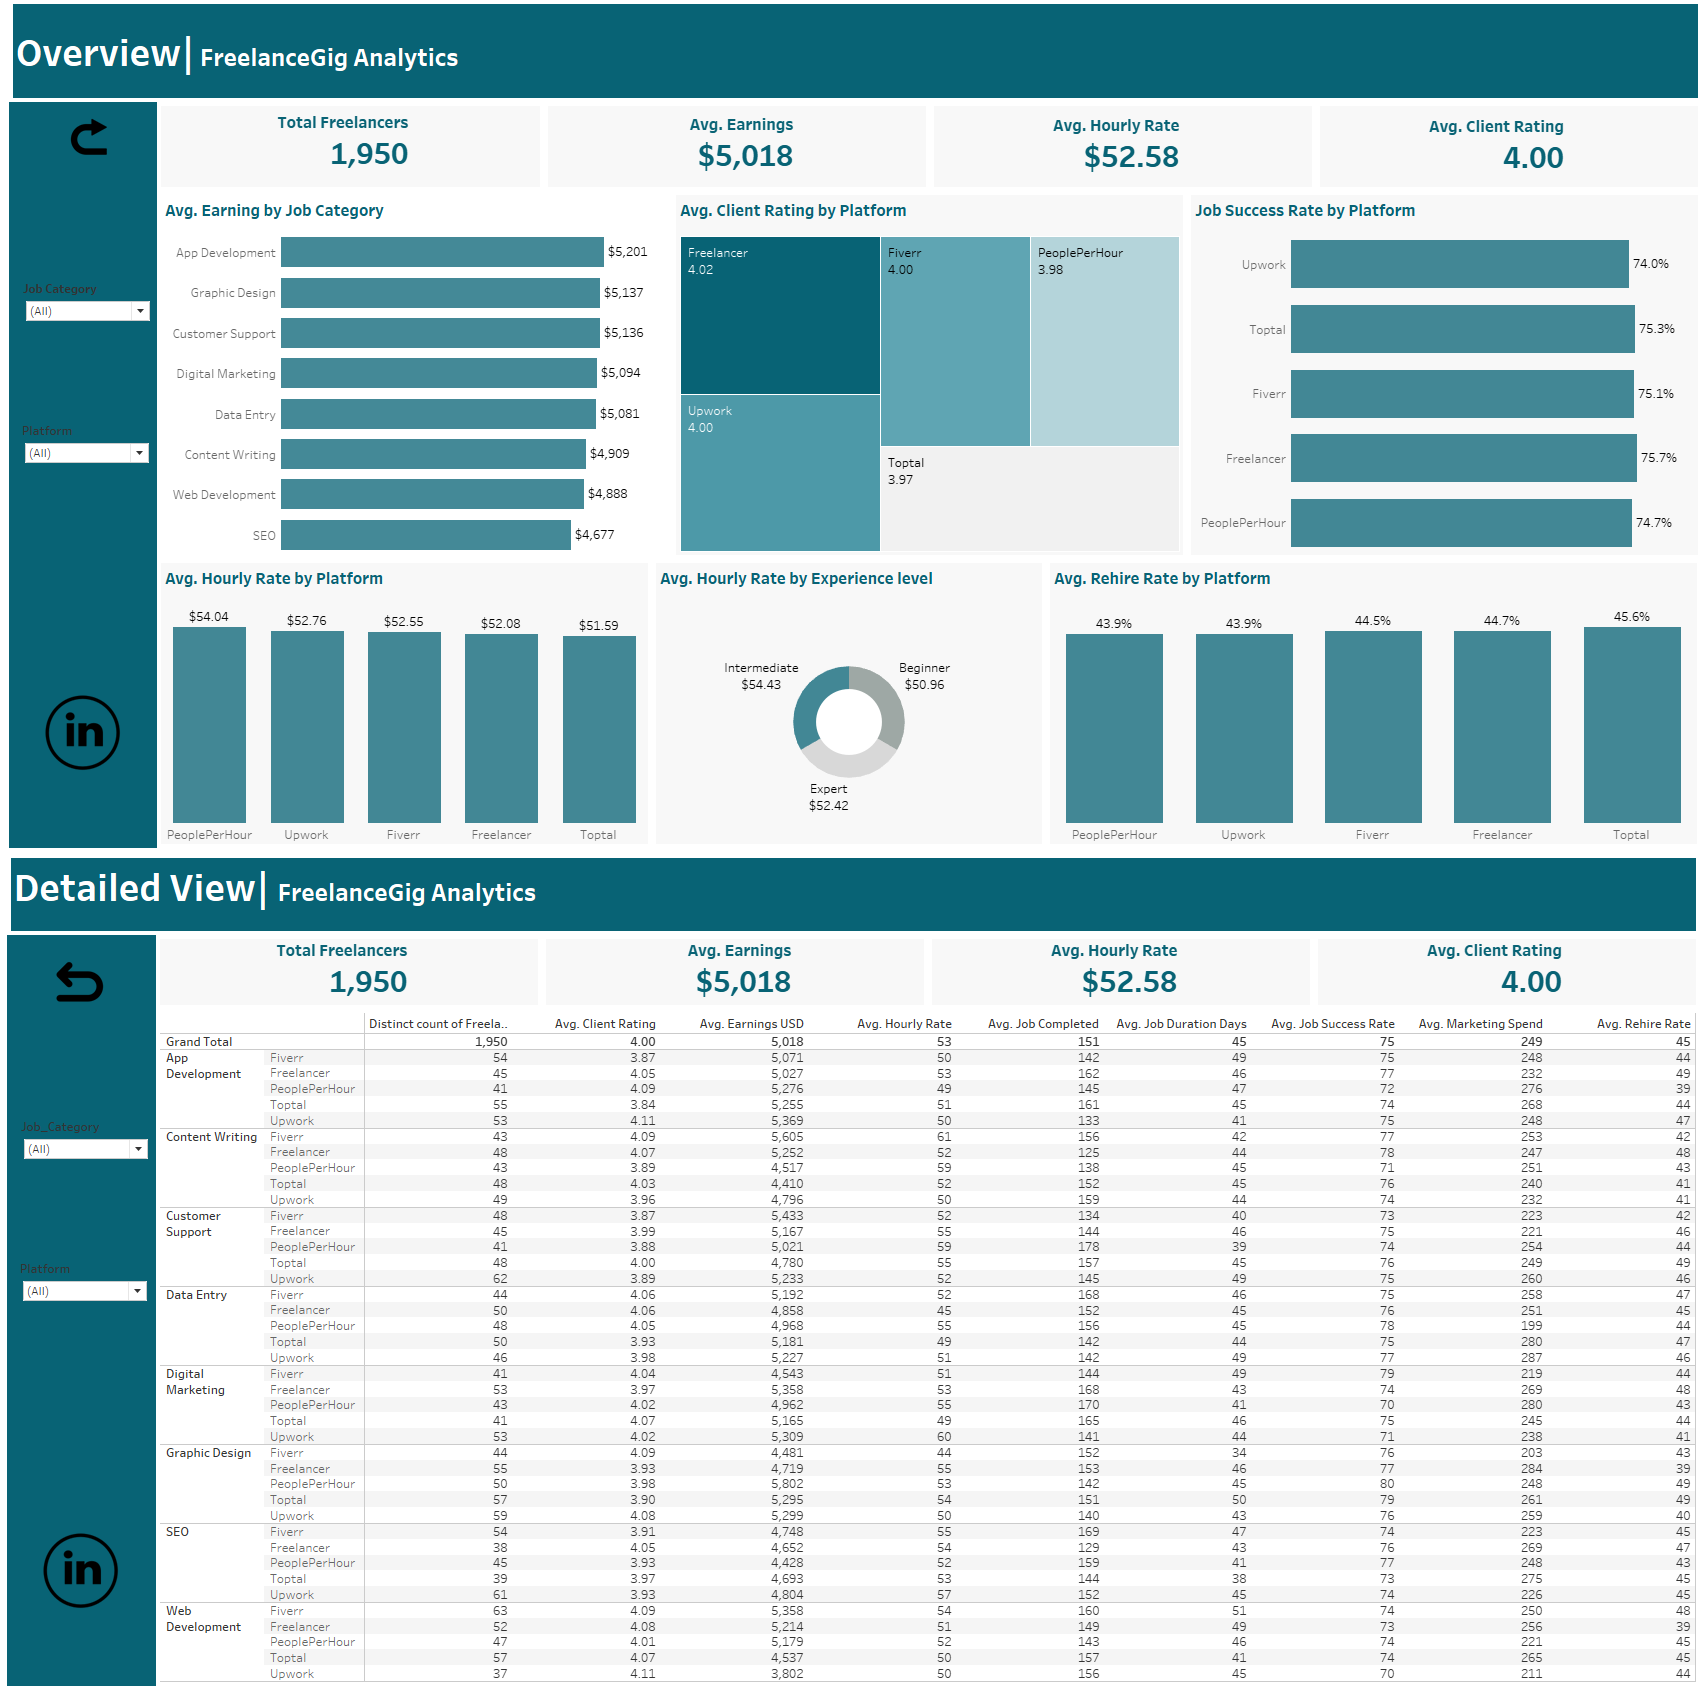 Overview| FreelanceGig Analytics
Total Freelancers
1,950
Avg. Earnings
$5,018
Avg. Hourly Rate
$52.58
Avg. Client Rating
4.00
Job Category
(All)
Platform
(All)
in
Avg. Earning by Job Category
App Development $5,201
Graphic Design $5,137
Customer Support $5,136
Digital Marketing $5,094
Data Entry $5,081
Content Writing $4,909
Web Development $4,888
SEO $4,677
Avg. Client Rating by Platform
Freelancer
4.02
Upwork
4.00
Fiverr
4.00
PeoplePerHour
3.98
Toptal
3.97
Job Success Rate by Platform
Upwork 74.0%
Toptal 75.3%
Fiverr 75.1%
Freelancer 75.7%
PeoplePerHour 74.7%
Avg. Hourly Rate by Platform
$54.04 $52.76 $52.55 $52.08 $51.59
PeoplePerHour Upwork Fiverr Freelancer Toptal
Avg. Hourly Rate by Experience level
Intermediate
$54.43
Beginner
$50.96
Expert
$52.42
Avg. Rehire Rate by Platform
43.9% 43.9% 44.5% 44.7% 45.6%
PeoplePerHour Upwork Fiverr Freelancer Toptal
Detailed View| FreelanceGig Analytics
Total Freelancers
1,950
Avg. Earnings
$5,018
Avg. Hourly Rate
$52.58
Avg. Client Rating
4.00
Job_Category
(All)
Platform
(All)
in
Distinct count of Freela.. Avg. Client Rating Avg. Earnings USD Avg. Hourly Rate Avg. Job Completed Avg. Job Duration Days Avg. Job Success Rate Avg. Marketing Spend Avg. Rehire Rate
Grand Total 1,950 4.00 5,018 53 151 45 75 249 45
App Fiverr 54 3.87 5,071 50 142 49 75 248 44
Development Freelancer 45 4.05 5,027 53 162 46 77 232 49
PeoplePerHour 41 4.09 5,276 49 145 47 72 276 39
Toptal 55 3.84 5,255 51 161 45 74 268 44
Upwork 53 4.11 5,369 50 133 41 75 248 47
Content Writing Fiverr 43 4.09 5,605 61 156 42 77 253 42
Freelancer 48 4.07 5,252 52 125 44 78 247 48
PeoplePerHour 43 3.89 4,517 59 138 45 71 251 43
Toptal 48 4.03 4,410 52 152 45 76 240 41
Upwork 49 3.96 4,796 50 159 44 74 232 41
Customer Fiverr 48 3.87 5,433 52 134 40 73 223 42
Support Freelancer 45 3.99 5,167 55 144 46 75 221 46
PeoplePerHour 41 3.88 5,021 59 178 39 74 254 44
Toptal 48 4.00 4,780 55 157 45 76 249 49
Upwork 62 3.89 5,233 52 145 49 75 260 46
Data Entry Fiverr 44 4.06 5,192 52 168 46 75 258 47
Freelancer 50 4.06 4,858 45 152 45 76 251 45
PeoplePerHour 48 4.05 4,968 55 156 45 78 199 44
Toptal 50 3.93 5,181 49 142 44 75 280 47
Upwork 46 3.98 5,227 51 142 49 77 287 46
Digital Fiverr 41 4.04 4,543 51 144 49 79 219 44
Marketing Freelancer 53 3.97 5,358 53 168 43 74 269 48
PeoplePerHour 43 4.02 4,962 55 170 41 70 280 43
Toptal 41 4.07 5,165 49 165 46 75 245 44
Upwork 53 4.02 5,309 60 141 44 71 238 41
Graphic Design Fiverr 44 4.09 4,481 44 152 34 76 203 43
Freelancer 55 3.93 4,719 55 153 46 77 284 39
PeoplePerHour 50 3.98 5,802 53 142 45 80 248 49
Toptal 57 3.90 5,295 54 151 50 79 261 49
Upwork 59 4.08 5,299 50 140 43 76 259 40
SEO Fiverr 54 3.91 4,748 55 169 47 74 223 45
Freelancer 38 4.05 4,652 54 129 43 76 269 47
PeoplePerHour 45 3.93 4,428 52 159 41 77 248 43
Toptal 39 3.97 4,693 53 144 38 73 275 45
Upwork 61 3.93 4,804 57 152 45 74 226 45
Web Fiverr 63 4.09 5,358 54 160 51 74 250 48
Development Freelancer 52 4.08 5,214 51 149 49 73 256 39
PeoplePerHour 47 4.01 5,179 52 143 46 74 221 45
Toptal 57 4.07 4,537 50 157 41 74 265 45
Upwork 37 4.11 3,802 50 156 45 70 211 44